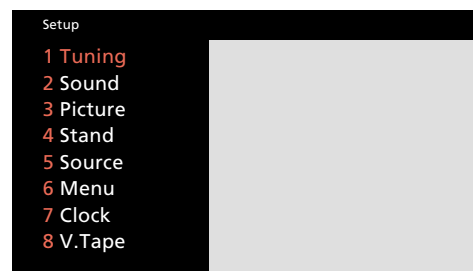 Setup
1 Tuning
2 Sound
3 Picture
4 Stand
5 Source
6 Menu
7 Clock
8 V.Tape